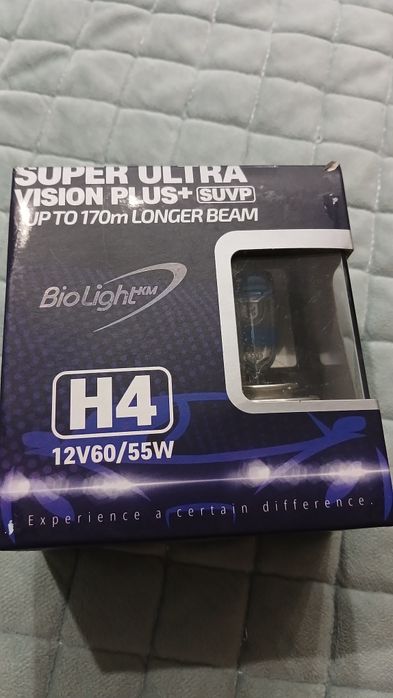 SUPER ULTRA
VISION PLUS+ SUVP
UP TO 170m LONGER BEAM
BioLight KM
H4
12V60/55W
Experience a certain difference.